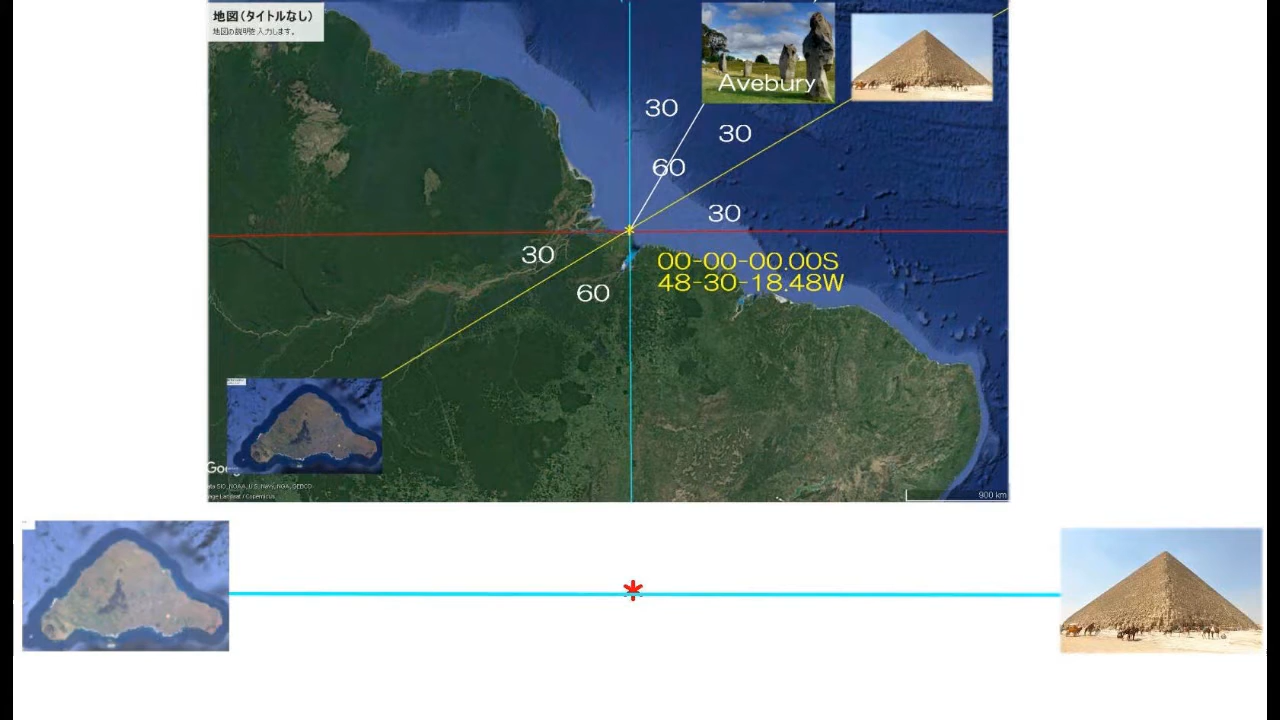 地図(タイトルなし)
地図の説明を入力します。
Avebury
30
30
60
30
30
00-00-00.00S
48-30-18.48W
60
900 km